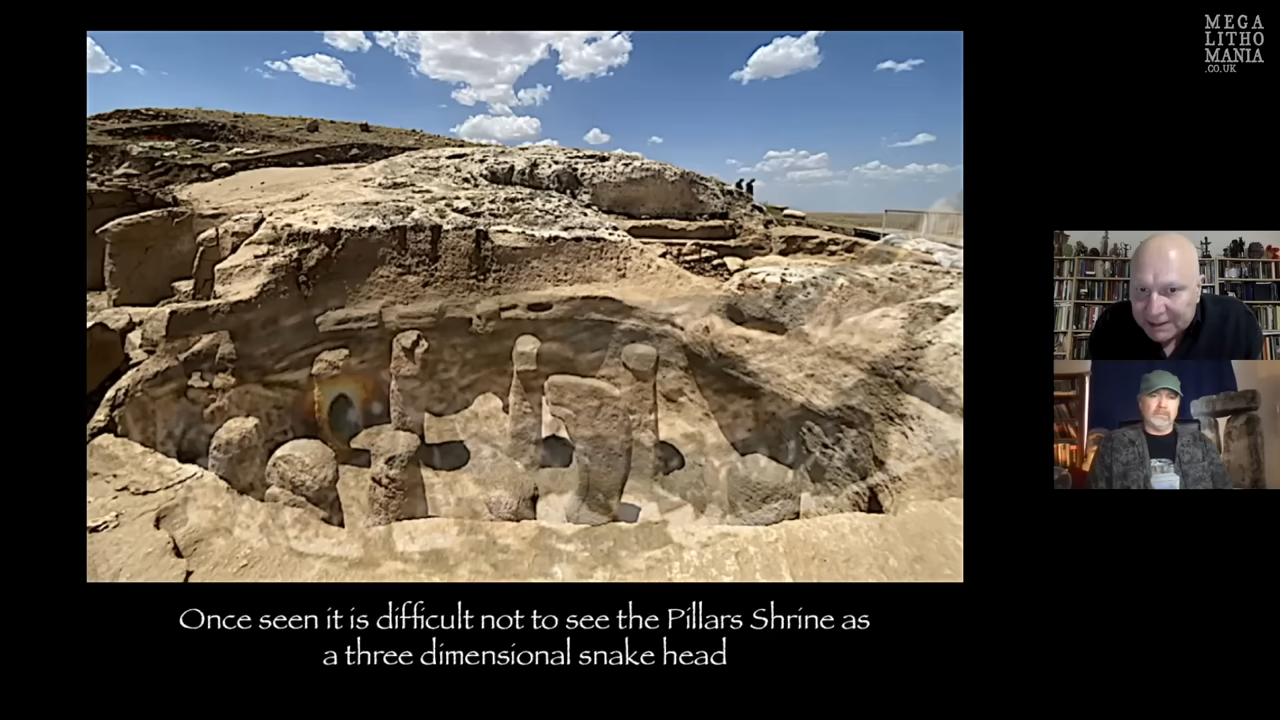 MEGA
LITHO
MANIA
.CO.UK
Once seen it is difficult not to see the Pillars Shrine as
a three dimensional snake head